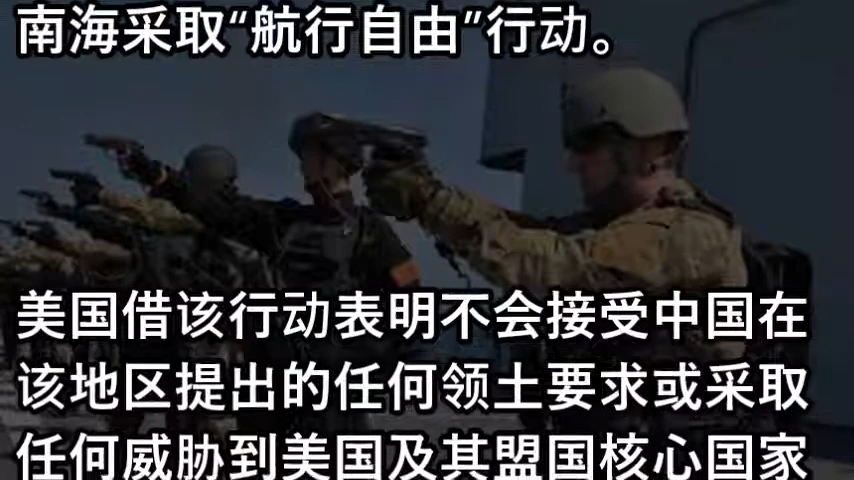 南海采取“航行自由”行动。
美国借该行动表明不会接受中国在
该地区提出的任何领土要求或采取
任何威胁到美国及其盟国核心国家